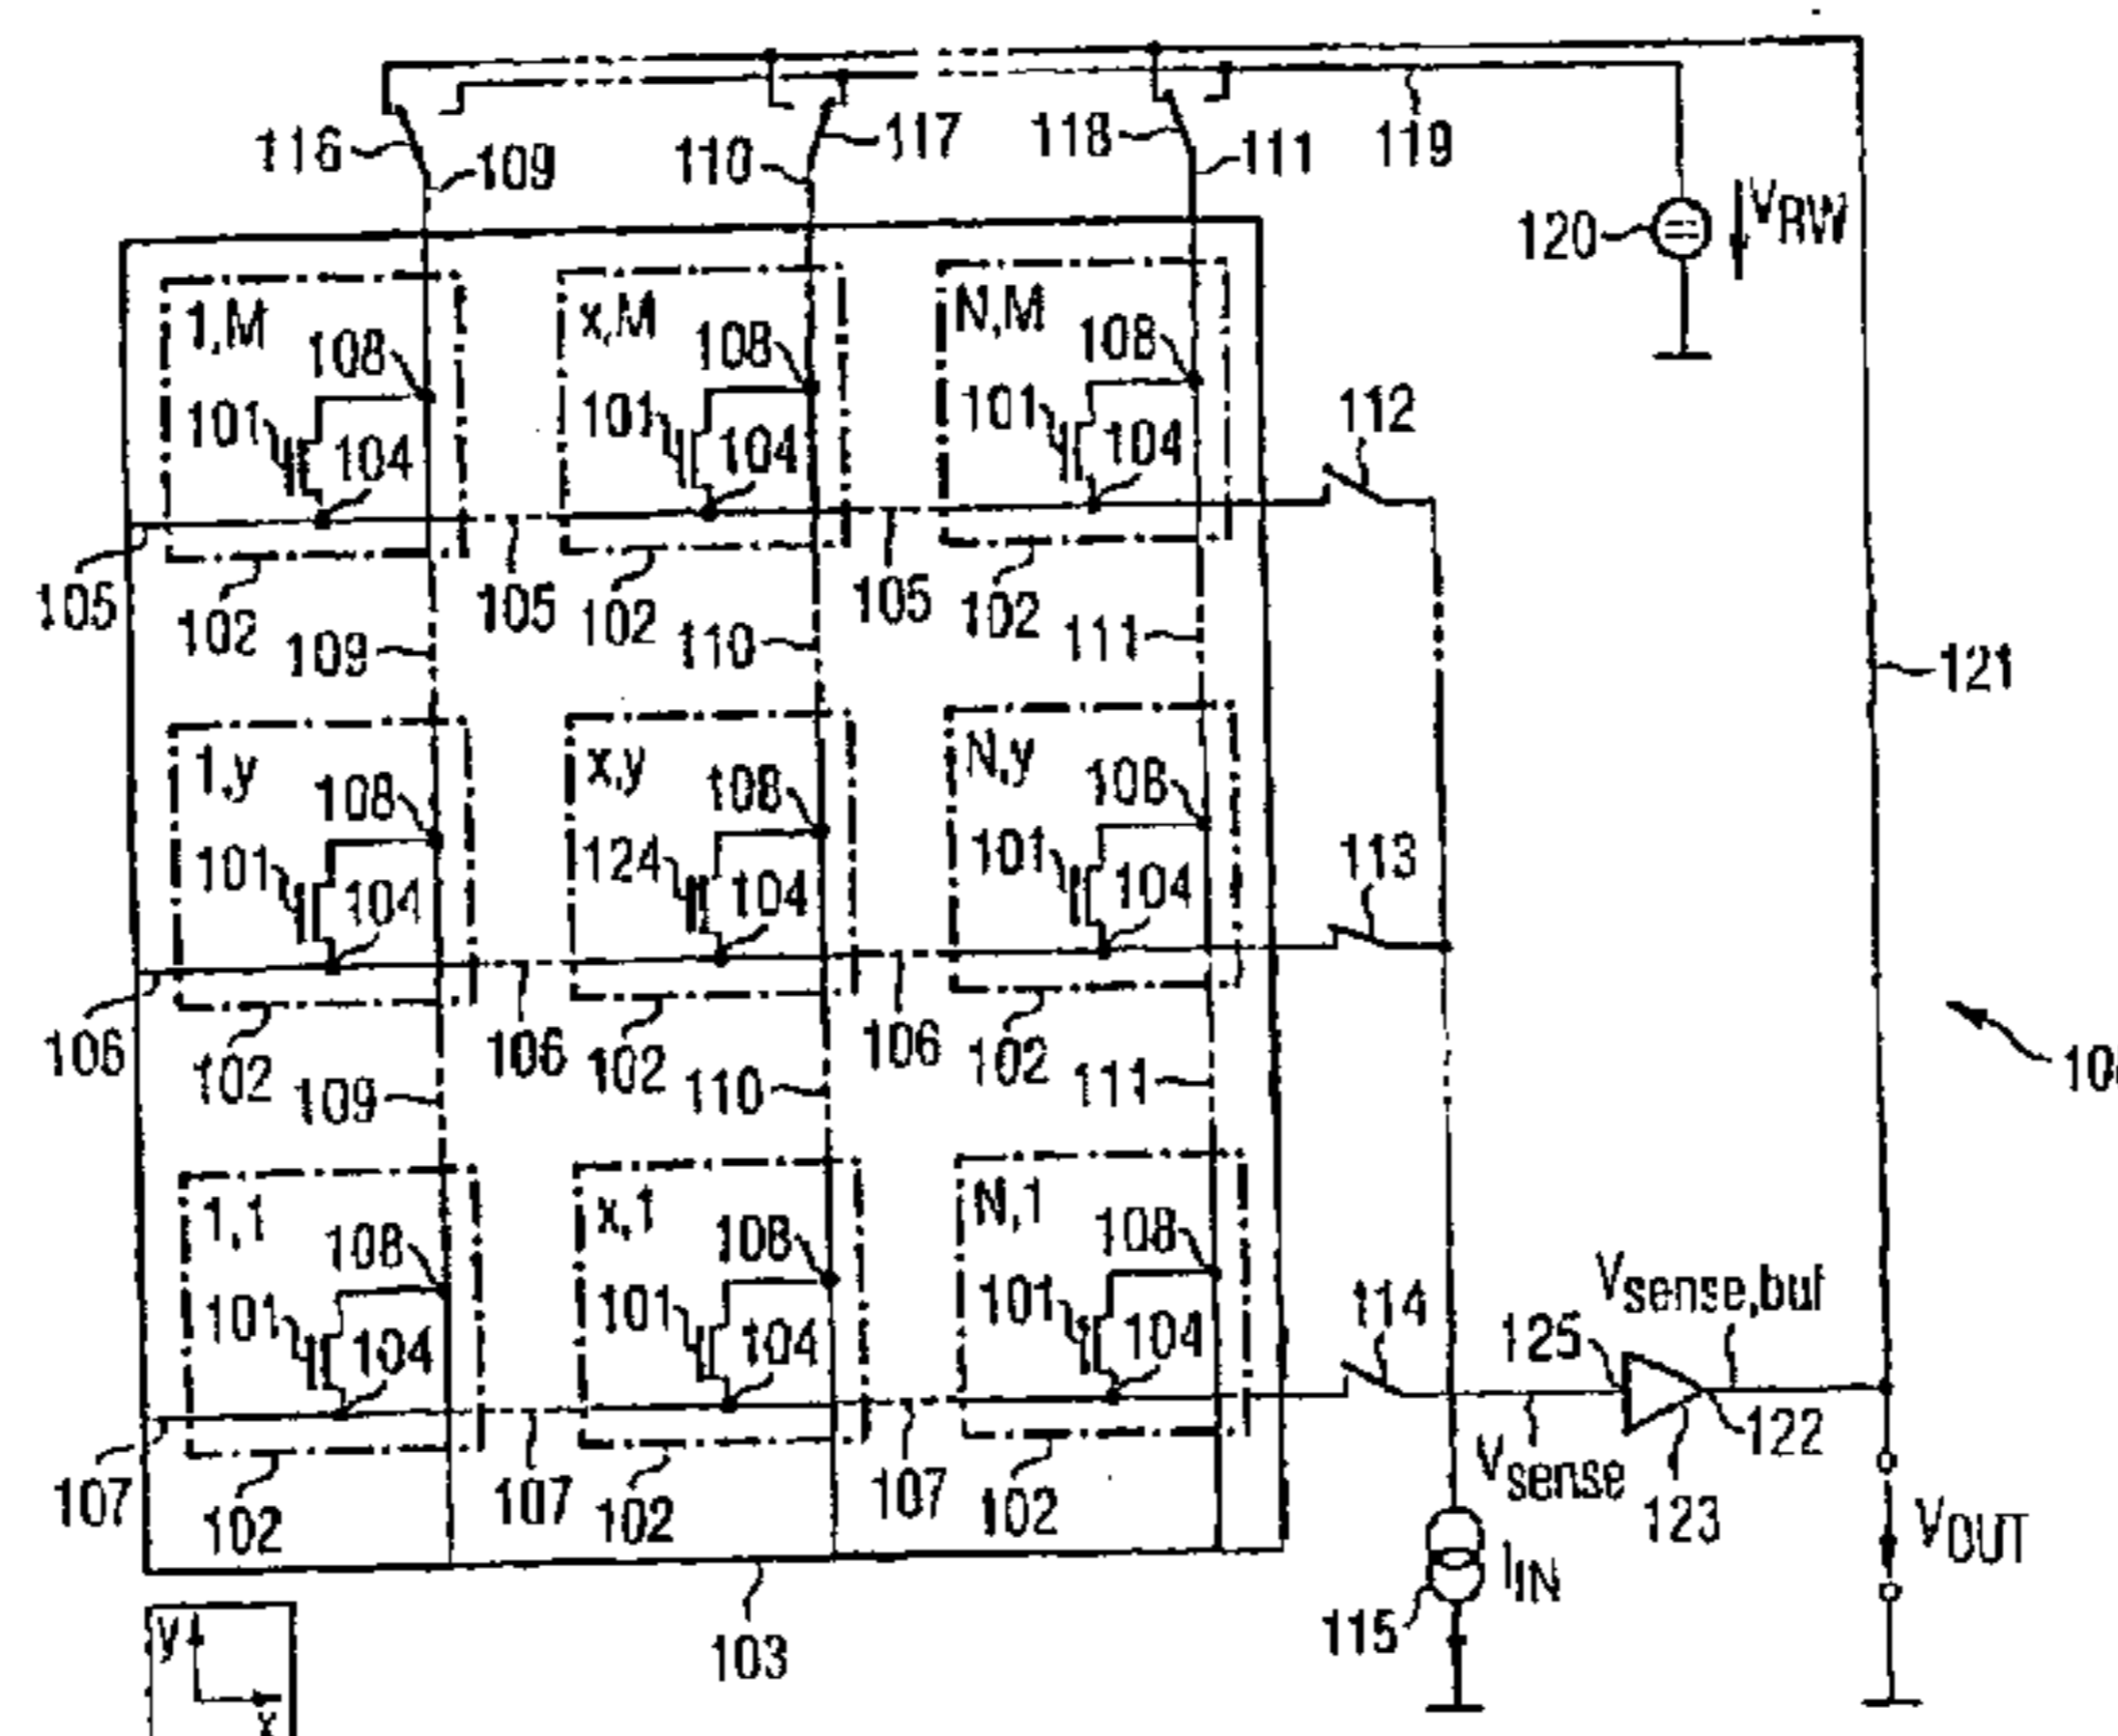 116 109 110 117 118 111 119
120 VRW
1,M x,M N,M
108 108 108
101 104 101 104 101 104 112
105 102 105 102 105 102
109 110 111 121
1,y x,y N,y
108 108 108
101 104 124 104 101 104 113
106 102 106 102 106 102
109 110 111
1,1 x,1 N,1
108 108 108
101 104 101 104 101 104 114
125 Vsense,buf
107 102 107 102 107 102
Vsense 123 122
VOUT
103 115 IIN
y
x